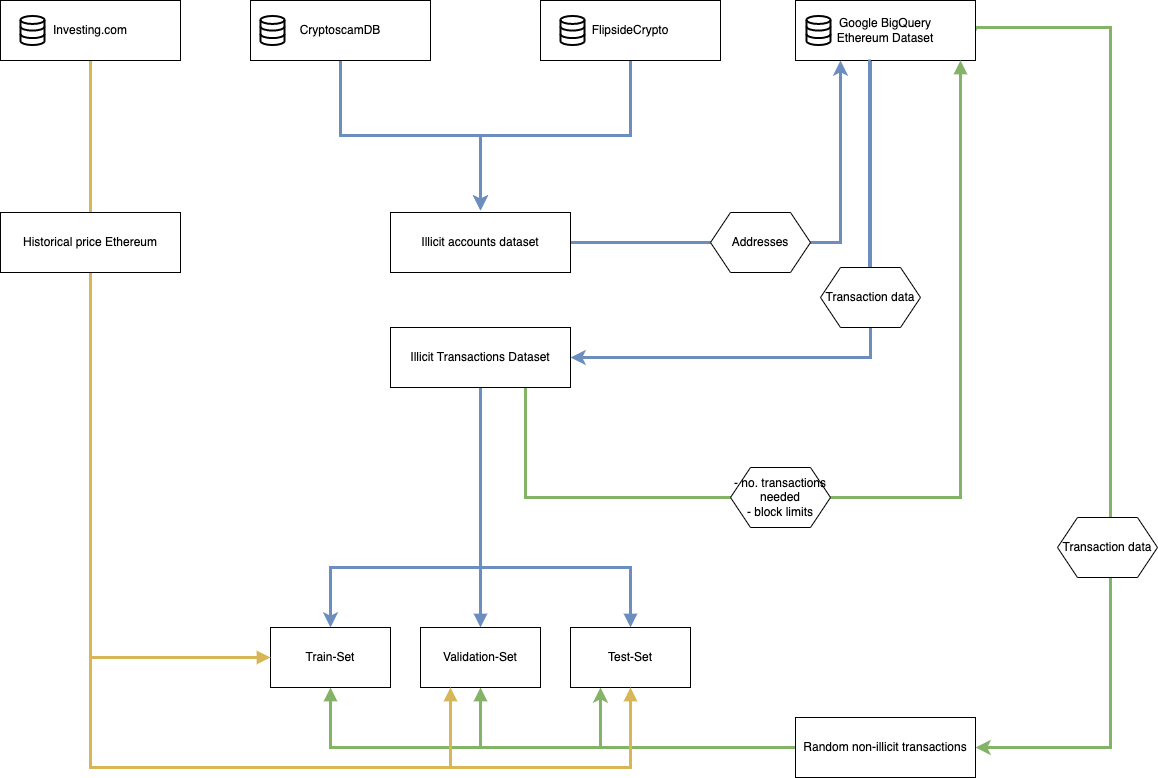 Investing.com
CryptoscamDB
FlipsideCrypto
Google BigQuery
Ethereum Dataset
Historical price Ethereum
Illicit accounts dataset
Addresses
Transaction data
Illicit Transactions Dataset
- no. transactions
needed
- block limits
Transaction data
Train-Set
Validation-Set
Test-Set
Random non-illicit transactions